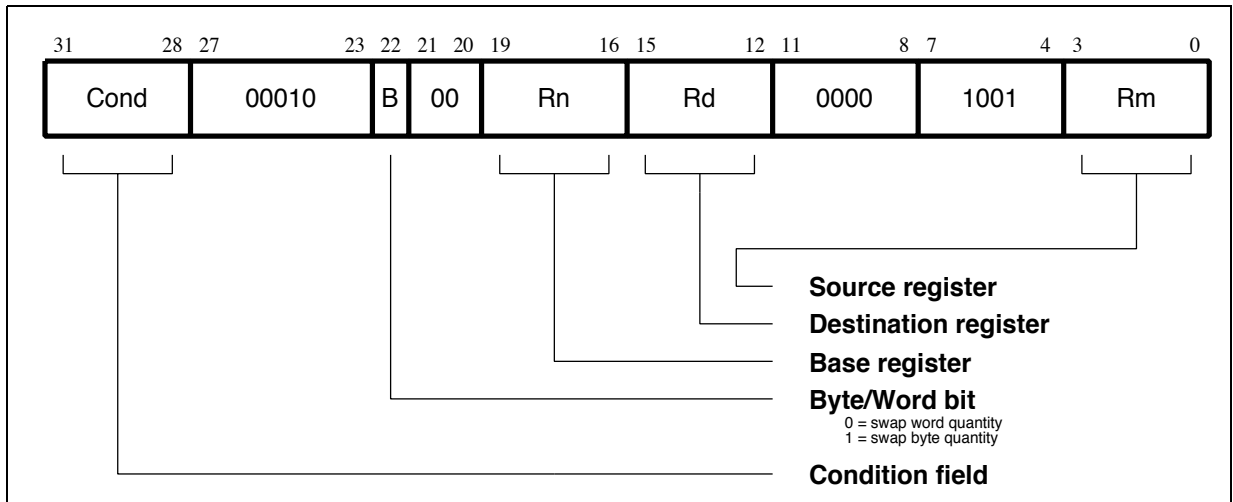 31 28 27 23 22 21 20 19 16 15 12 11 8 7 4 3 0
Cond 00010 B 00 Rn Rd 0000 1001 Rm
Source register
Destination register
Base register
Byte/Word bit
0 = swap word quantity
1 = swap byte quantity
Condition field